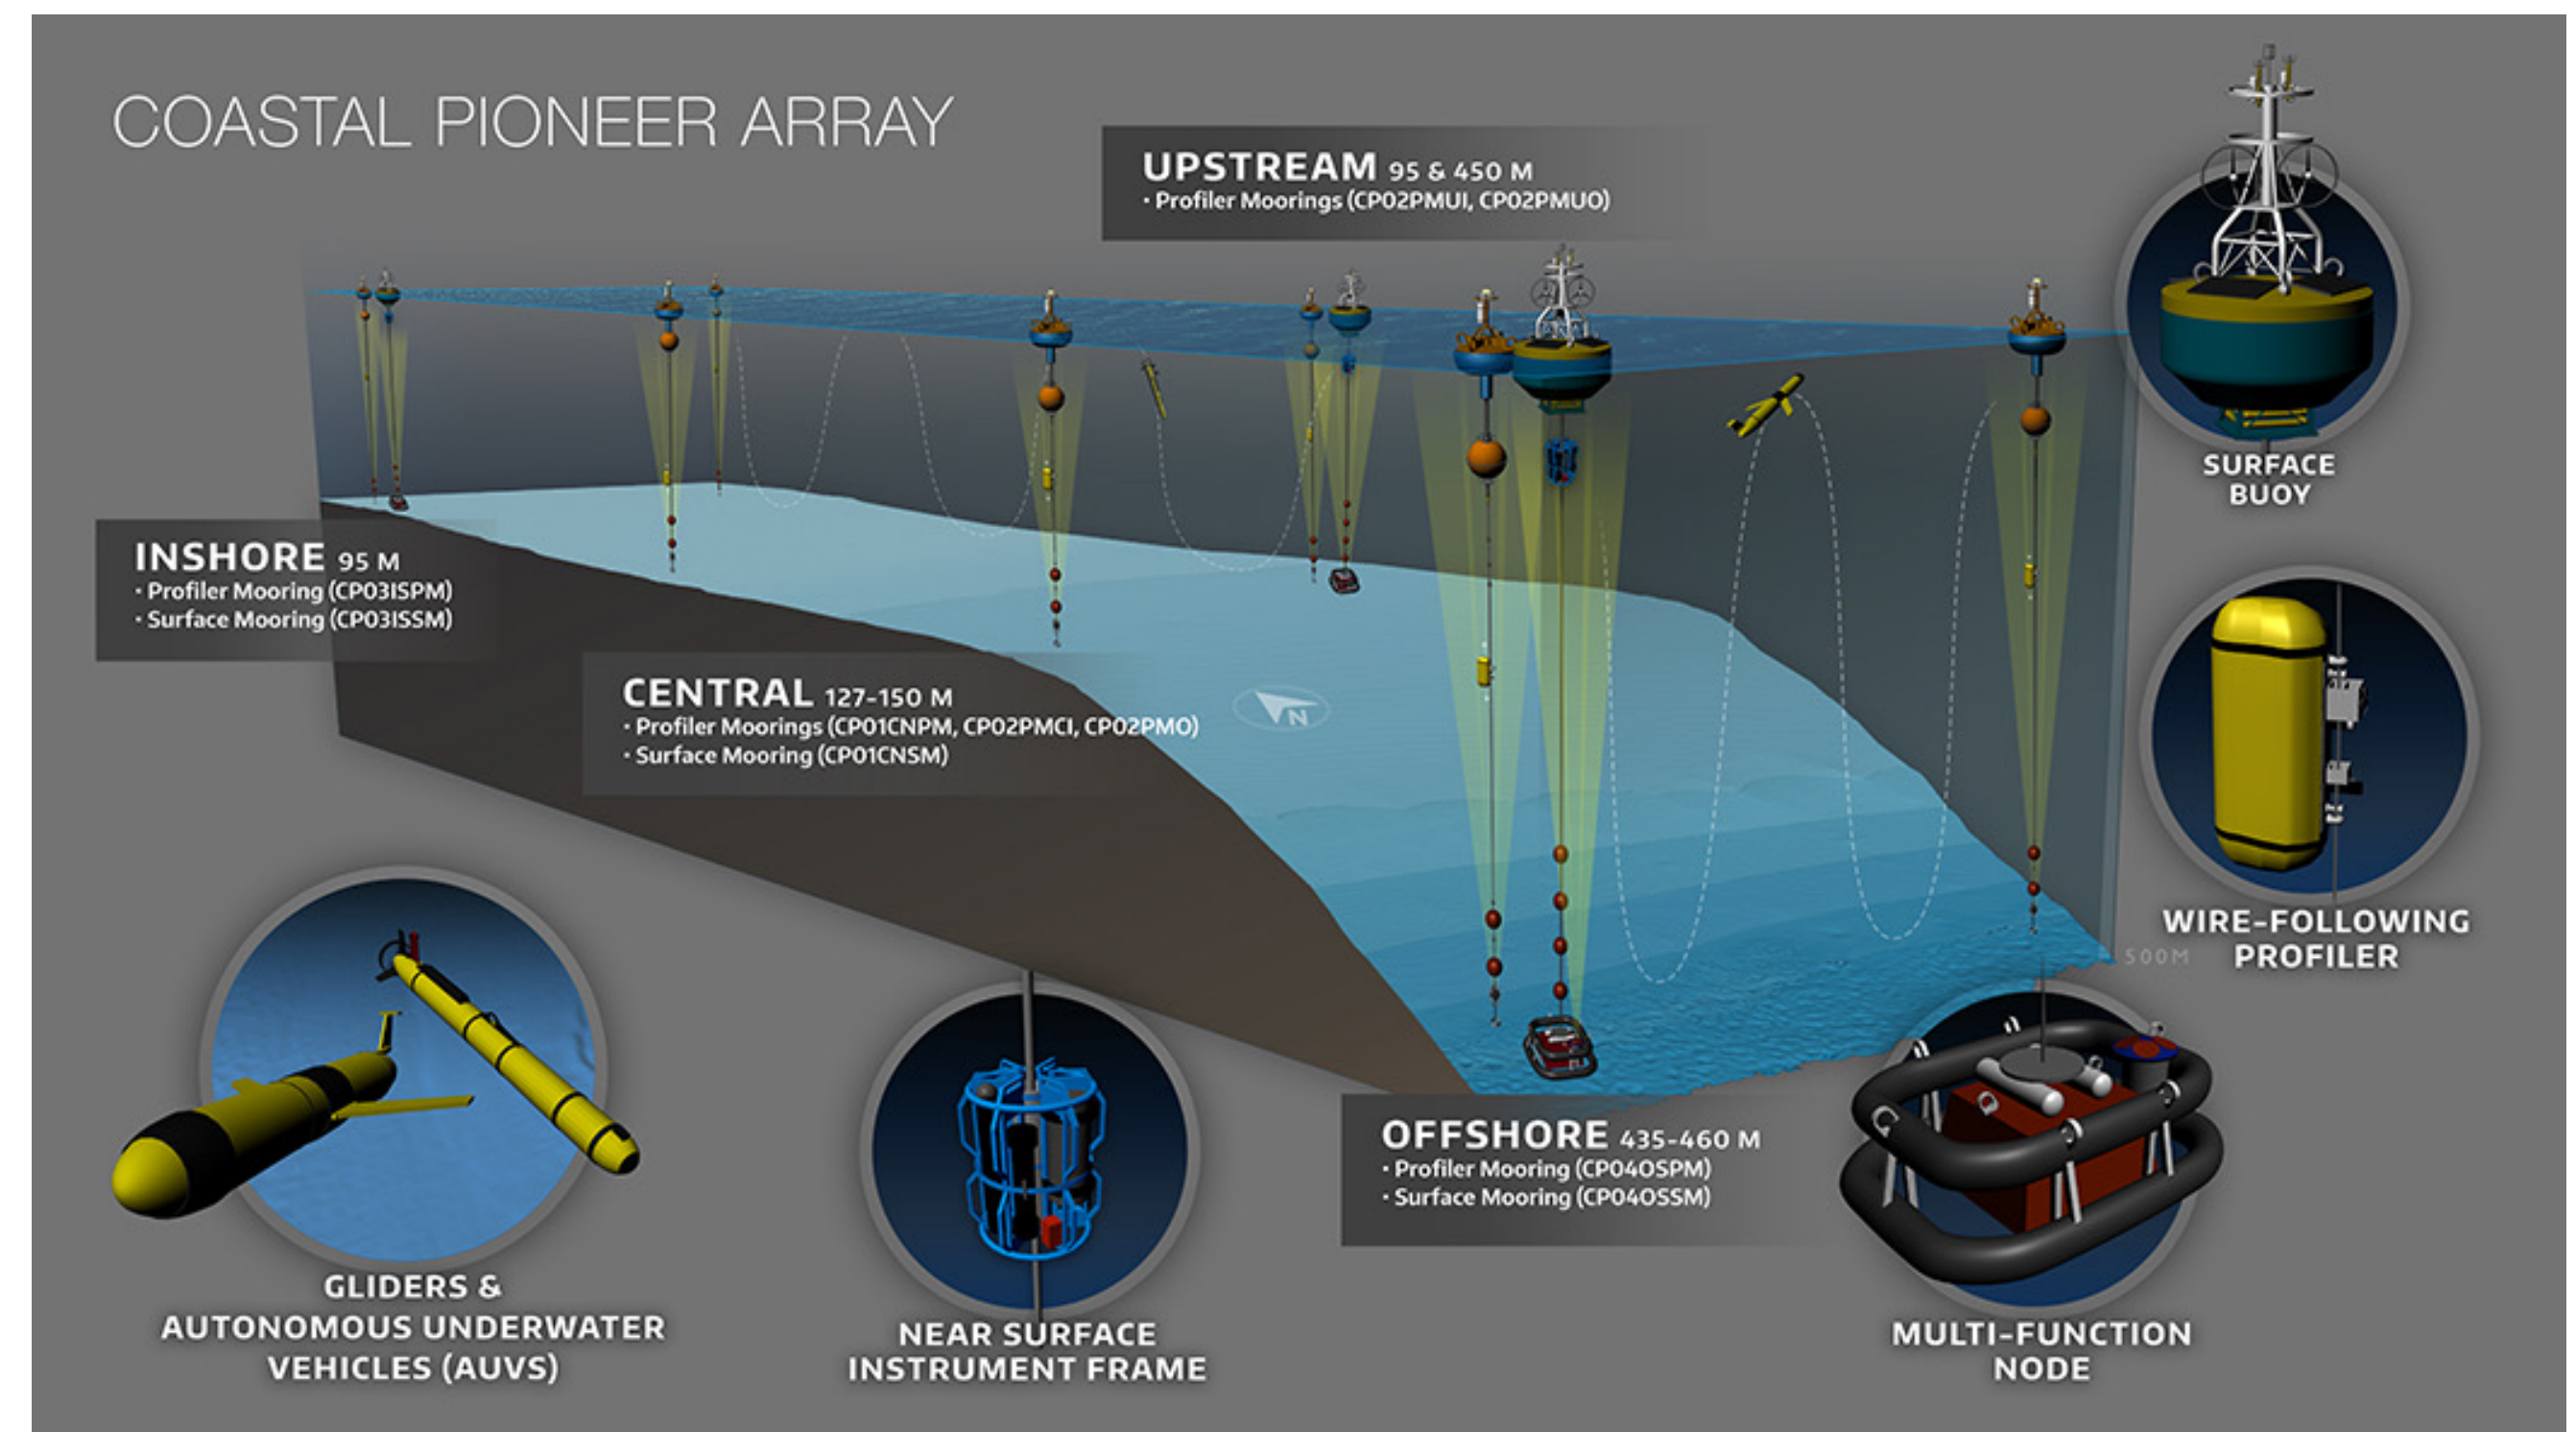 COASTAL PIONEER ARRAY
UPSTREAM 95 & 450 M
· Profiler Moorings (CP02PMUI, CP02PMUO)
SURFACE
BUOY
INSHORE 95 M
· Profiler Mooring (CP03ISPM)
· Surface Mooring (CP03ISSM)
CENTRAL 127-150 M
· Profiler Moorings (CP01CNPM, CP02PMCI, CP02PMO)
· Surface Mooring (CP01CNSM)
N
WIRE-FOLLOWING
PROFILER
500M
OFFSHORE 435-460 M
· Profiler Mooring (CP04OSPM)
· Surface Mooring (CP04OSSM)
GLIDERS &
AUTONOMOUS UNDERWATER
VEHICLES (AUVS)
NEAR SURFACE
INSTRUMENT FRAME
MULTI-FUNCTION
NODE